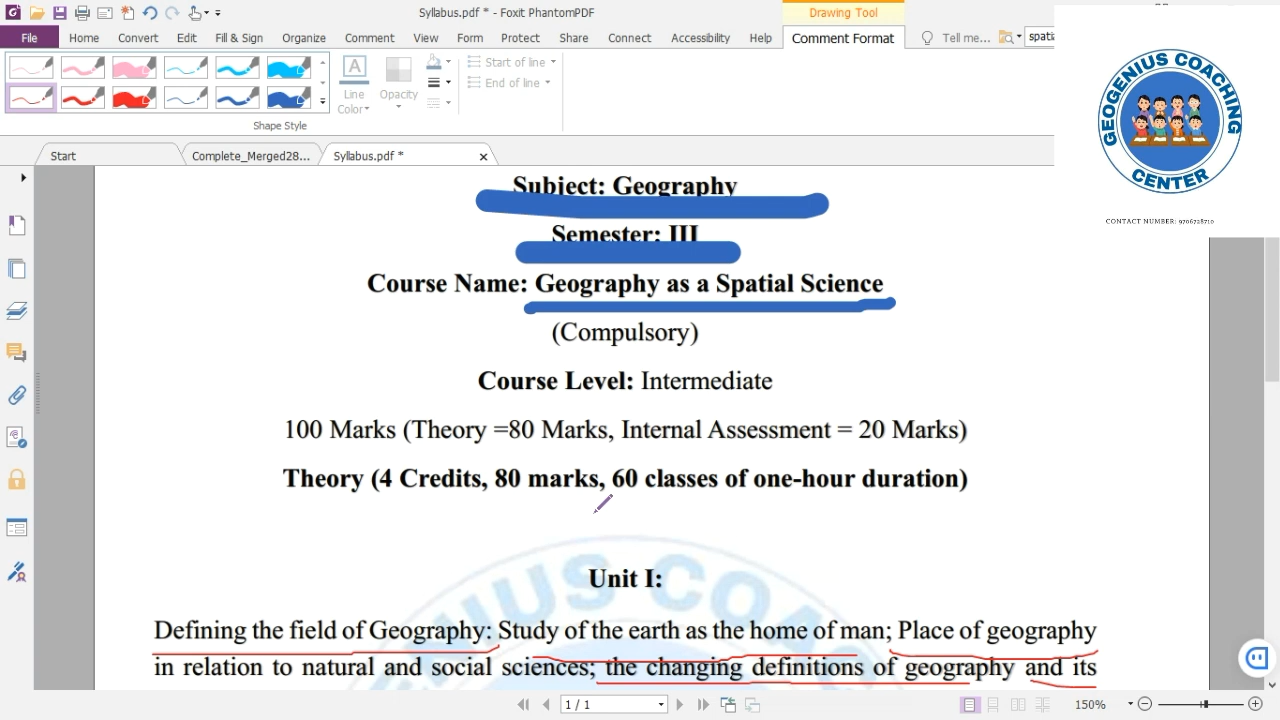 Syllabus.pdf * - Foxit PhantomPDF
Drawing Tool
File Home Convert Edit Fill & Sign Organize Comment View Form Protect Share Connect Accessibility Help Comment Format Tell me...
Line Color
Opacity
Start of line
End of line
Shape Style
GEOGENIUS COACHING CENTER
CONTACT NUMBER: 9706728710
Start Complete_Merged28... Syllabus.pdf *
Subject: Geography
Semester: III
Course Name: Geography as a Spatial Science
(Compulsory)
Course Level: Intermediate
100 Marks (Theory =80 Marks, Internal Assessment = 20 Marks)
Theory (4 Credits, 80 marks, 60 classes of one-hour duration)
Unit I:
Defining the field of Geography: Study of the earth as the home of man; Place of geography
in relation to natural and social sciences; the changing definitions of geography and its
1 / 1
150%